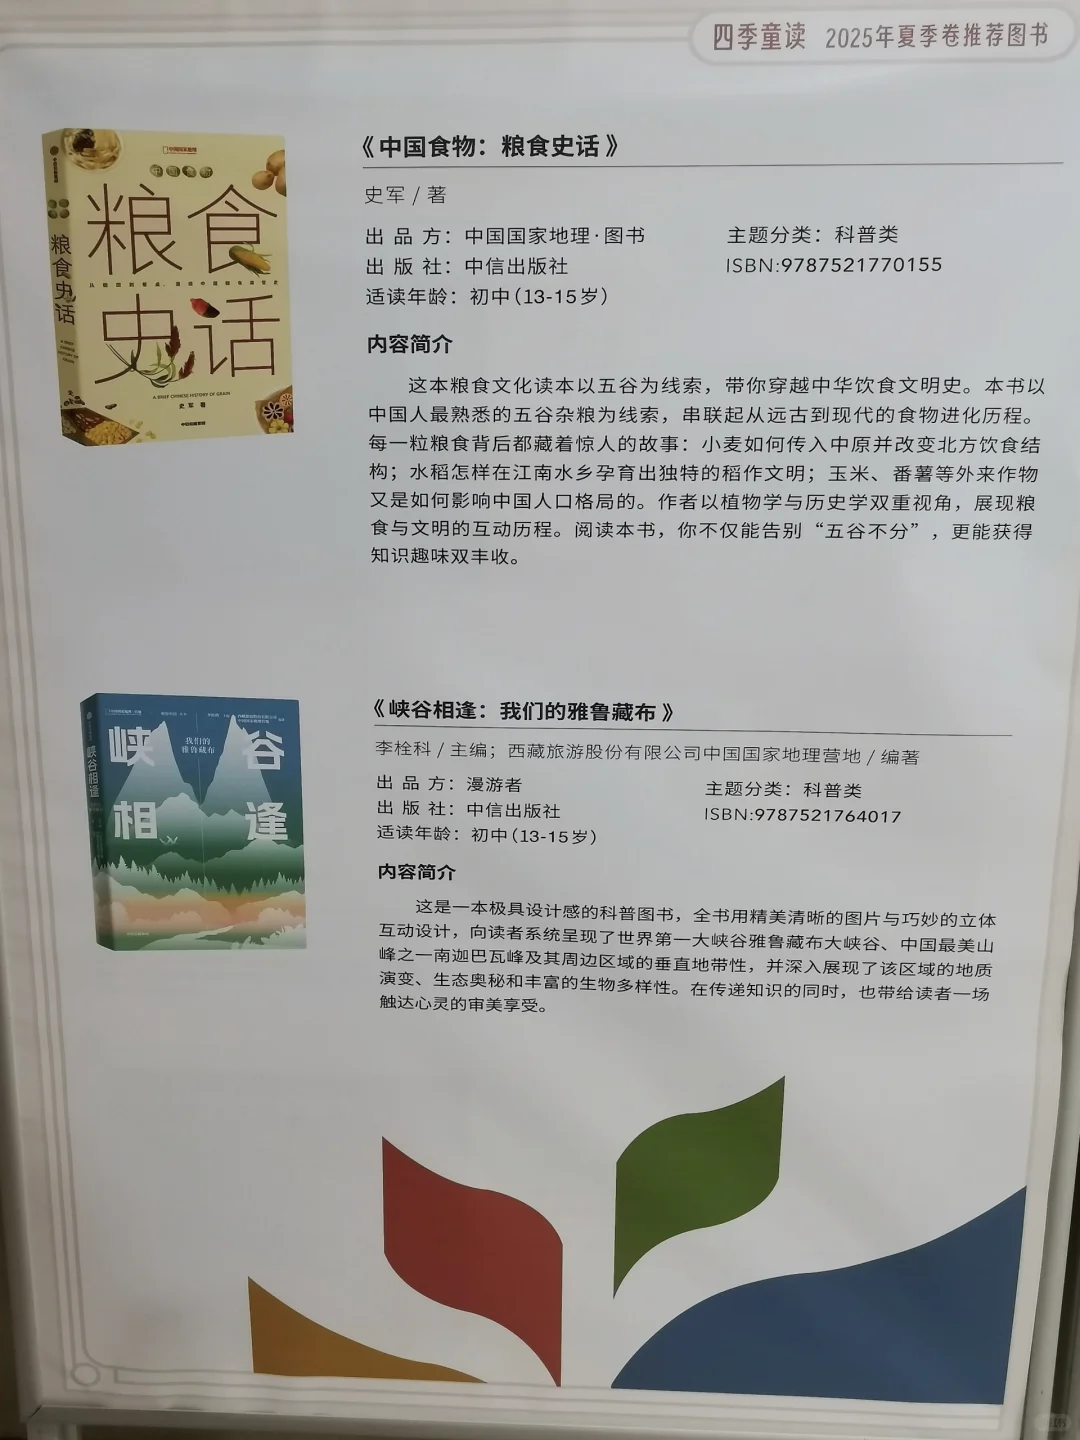 四季童读 2025年夏季卷推荐图书
《中国食物：粮食史话》
史军 / 著
出 品 方：中国国家地理·图书
主题分类：科普类
出 版 社：中信出版社
ISBN:9787521770155
适读年龄：初中（13-15岁）
内容简介
这本粮食文化读本以五谷为线索，带你穿越中华饮食文明史。本书以
中国人最熟悉的五谷杂粮为线索，串联起从远古到现代的食物进化历程。
每一粒粮食背后都藏着惊人的故事：小麦如何传入中原并改变北方饮食结
构；水稻怎样在江南水乡孕育出独特的稻作文明；玉米、番薯等外来作物
又是如何影响中国人口格局的。作者以植物学与历史学双重视角，展现粮
食与文明的互动历程。阅读本书，你不仅能告别“五谷不分”，更能获得
知识趣味双丰收。
粮食
史话
粮食史话
A BRIEF CHINESE HISTORY OF GRAIN
史 军 著
《峡谷相逢：我们的雅鲁藏布》
李栓科 / 主编；西藏旅游股份有限公司中国国家地理营地 / 编著
出 品 方：漫游者
主题分类：科普类
出 版 社：中信出版社
ISBN:9787521764017
适读年龄：初中（13-15岁）
内容简介
这是一本极具设计感的科普图书，全书用精美清晰的图片与巧妙的立体
互动设计，向读者系统呈现了世界第一大峡谷雅鲁藏布大峡谷、中国最美山
峰之一南迦巴瓦峰及其周边区域的垂直地带性，并深入展现了该区域的地质
演变、生态奥秘和丰富的生物多样性。在传递知识的同时，也带给读者一场
触达心灵的审美享受。
峡谷
相逢
我们的
雅鲁藏布
峡谷相逢